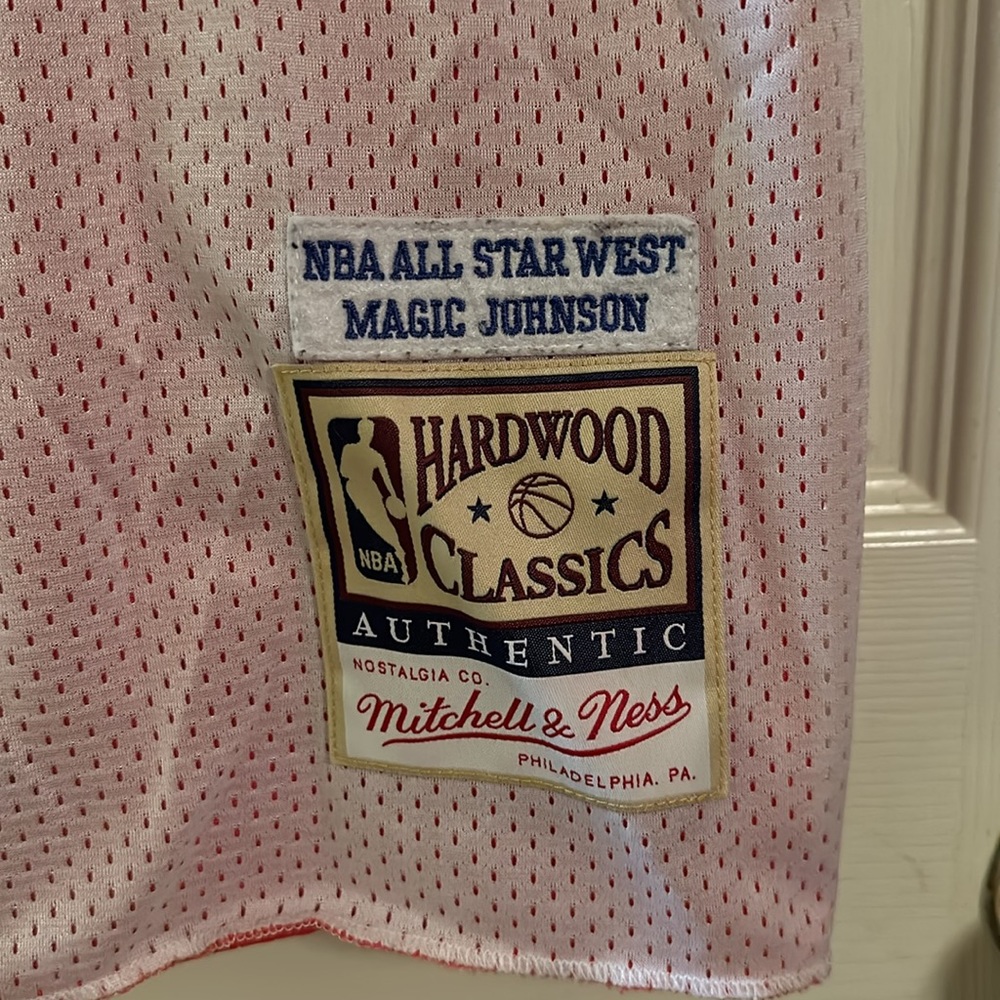 NBA ALL STAR WEST
MAGIC JOHNSON
HARDWOOD
CLASSICS
NBA
AUTHENTIC
NOSTALGIA CO.
Mitchell & Ness
PHILADELPHIA. PA.